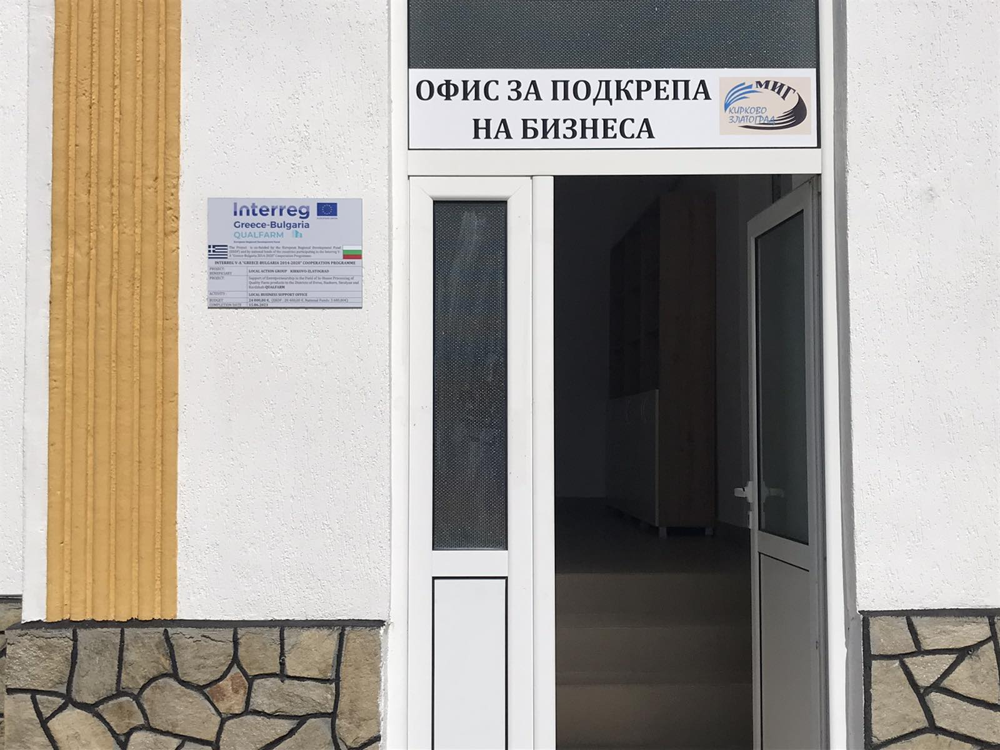 ОФИС ЗА ПОДКРЕПА
НА БИЗНЕСА
МИГ
КИРКОВО
ЗЛАТОГРАД
Interreg
EUROPEAN UNION
Greece-Bulgaria
QUALFARM
European Regional Development Fund
The Project is co-funded by the European Regional Development Fund
(ERDF) and by national funds of the countries participating in the Interreg V-
A "Greece-Bulgaria 2014-2020" Cooperation Programme.
INTERREG V-A "GREECE-BULGARIA 2014-2020" COOPERATION PROGRAMME
PROJECT BENEFICIARY LOCAL ACTION GROUP KIRKOVO-ZLATOGRAD
PROJECT: Support of Entrepreneurship in the Field of In-House Processing of
Quality Farm products in the Districts of Evros, Smolyan and
Kardzhali-QUALFARM
ACTIVITY: LOCAL BUSINESS SUPPORT OFFICE
BUDGET 24 000,00 €, (ERDF: 20 400,00 €, National Funds: 3 600,00€)
COMPLETION DATE 15.06.2023